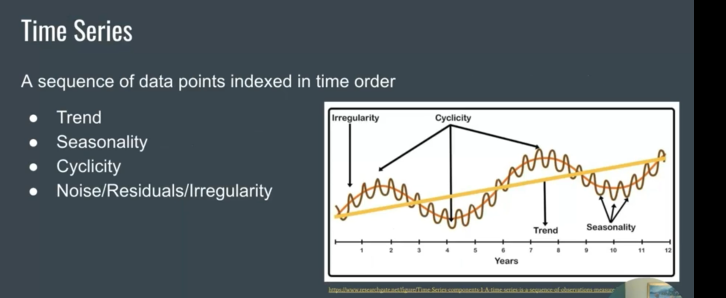 Time Series
A sequence of data points indexed in time order
● Trend
● Seasonality
● Cyclicity
● Noise/Residuals/Irregularity
Irregularity Cyclicity
Trend Seasonality
1 2 3 4 5 6 7 8 9 10 11 12
Years
https://www.researchgate.net/figure/Time-Series-components-1-A-time-series-is-a-sequence-of-observations